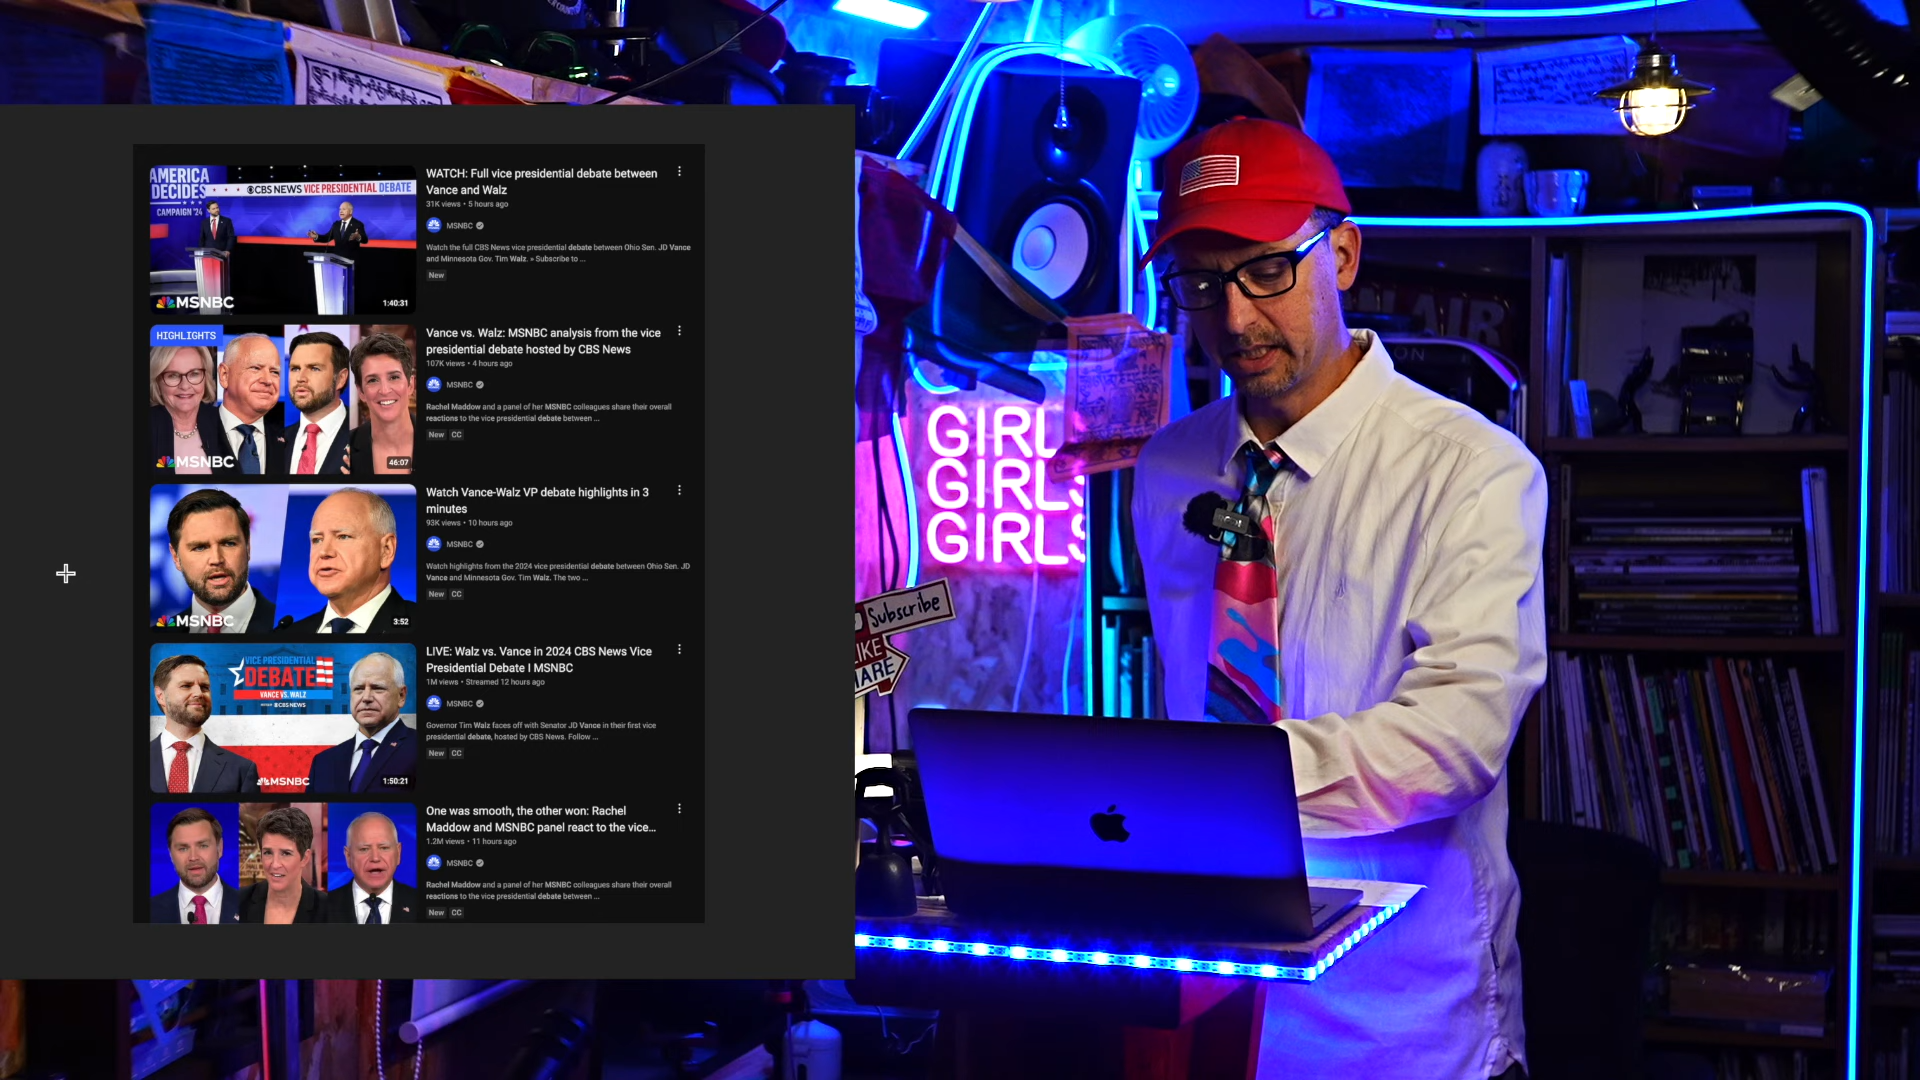 AMERICA
DECIDES
CAMPAIGN '24
CBS NEWS VICE PRESIDENTIAL DEBATE
MSNBC
1:40:31
WATCH: Full vice presidential debate between
Vance and Walz
31K views • 5 hours ago
MSNBC
Watch the full CBS News vice presidential debate between Ohio Sen. JD Vance
and Minnesota Gov. Tim Walz. » Subscribe to ...
New
HIGHLIGHTS
MSNBC
46:07
Vance vs. Walz: MSNBC analysis from the vice
presidential debate hosted by CBS News
107K views • 4 hours ago
MSNBC
Rachel Maddow and a panel of her MSNBC colleagues share their overall
reactions to the vice presidential debate between ...
New CC
MSNBC
3:52
Watch Vance-Walz VP debate highlights in 3
minutes
93K views • 10 hours ago
MSNBC
Watch highlights from the 2024 vice presidential debate between Ohio Sen. JD
Vance and Minnesota Gov. Tim Walz. The two ...
New CC
VICE PRESIDENTIAL
DEBATE
VANCE VS. WALZ
CBS NEWS
MSNBC
1:50:21
LIVE: Walz vs. Vance in 2024 CBS News Vice
Presidential Debate | MSNBC
1M views • Streamed 12 hours ago
MSNBC
Governor Tim Walz faces off with Senator JD Vance in their first vice
presidential debate, hosted by CBS News. Follow ...
New CC
One was smooth, the other won: Rachel
Maddow and MSNBC panel react to the vice...
1.2M views • 11 hours ago
MSNBC
Rachel Maddow and a panel of her MSNBC colleagues share their overall
reactions to the vice presidential debate between ...
New CC
GIRL
GIRLS
GIRLS
Subscribe